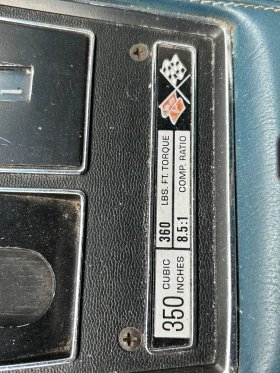 350 CUBIC
INCHES
360 LBS. FT. TORQUE
8.5:1 COMP. RATIO